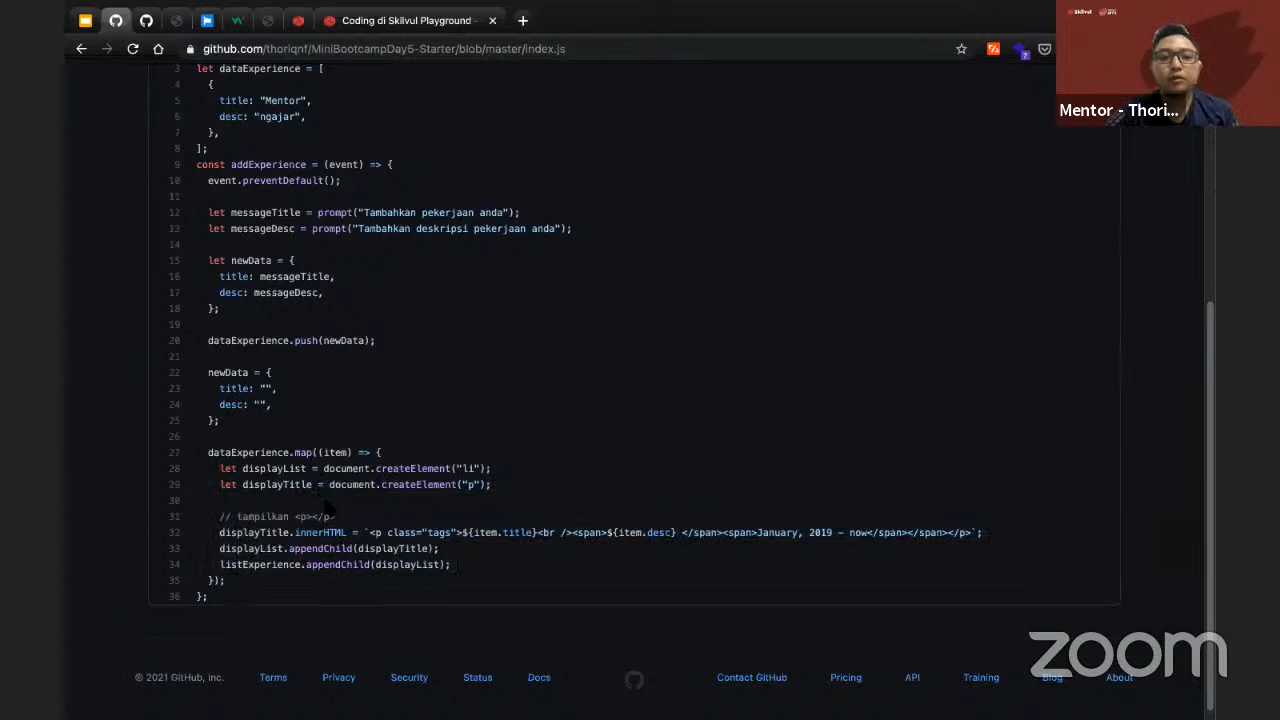 Coding di Skilvul Playground -
github.com/thoriqnf/MiniBootcampDay5-Starter/blob/master/index.js
7
Skilvul
Mentor - Thori...
3 let dataExperience = [
4 {
5 title: "Mentor",
6 desc: "ngajar",
7 },
8 ];
9 const addExperience = (event) => {
10 event.preventDefault();
11
12 let messageTitle = prompt("Tambahkan pekerjaan anda");
13 let messageDesc = prompt("Tambahkan deskripsi pekerjaan anda");
14
15 let newData = {
16 title: messageTitle,
17 desc: messageDesc,
18 };
19
20 dataExperience.push(newData);
21
22 newData = {
23 title: "",
24 desc: "",
25 };
26
27 dataExperience.map((item) => {
28 let displayList = document.createElement("li");
29 let displayTitle = document.createElement("p");
30
31 // tampilkan <p></p>
32 displayTitle.innerHTML = `<p class="tags">${item.title}<br /><span>${item.desc} </span><span>January, 2019 - now</span></span></p>`;
33 displayList.appendChild(displayTitle);
34 listExperience.appendChild(displayList);
35 });
36 };
zoom
© 2021 GitHub, Inc. Terms Privacy Security Status Docs Contact GitHub Pricing API Training Blog About